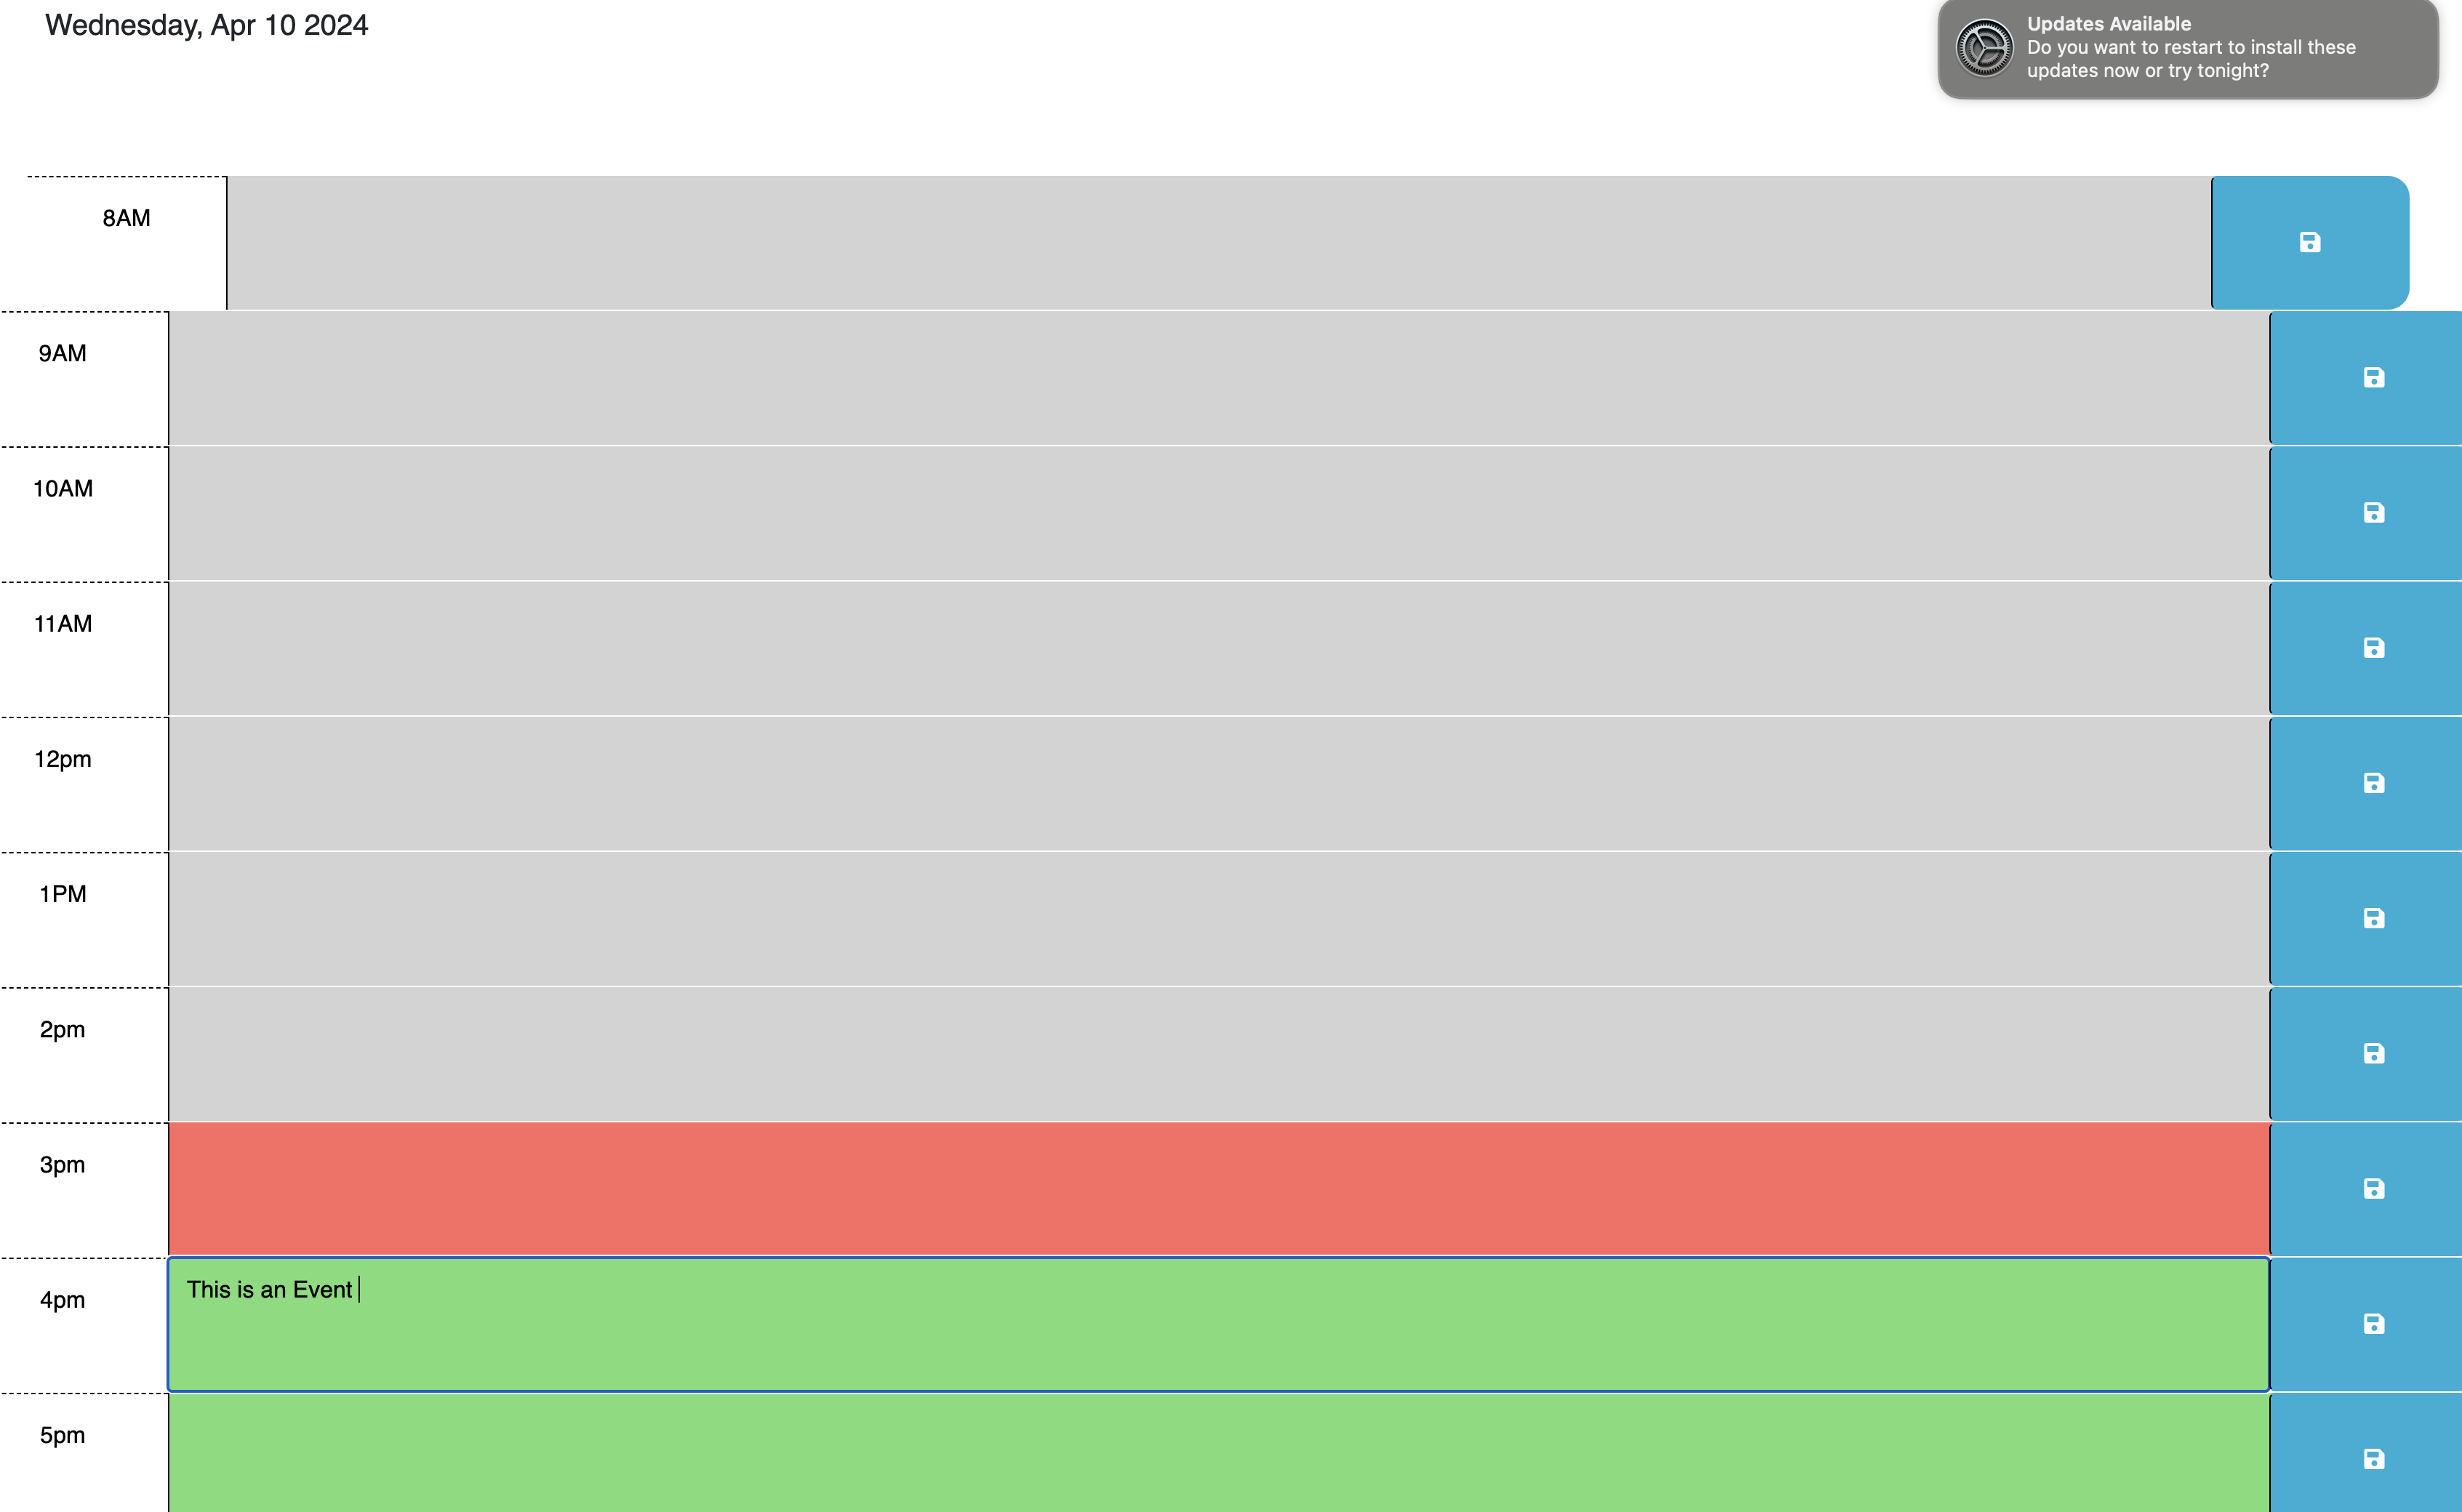 Wednesday, Apr 10 2024
Updates Available
Do you want to restart to install these
updates now or try tonight?
8AM
9AM
10AM
11AM
12pm
1PM
2pm
3pm
4pm
This is an Event
5pm